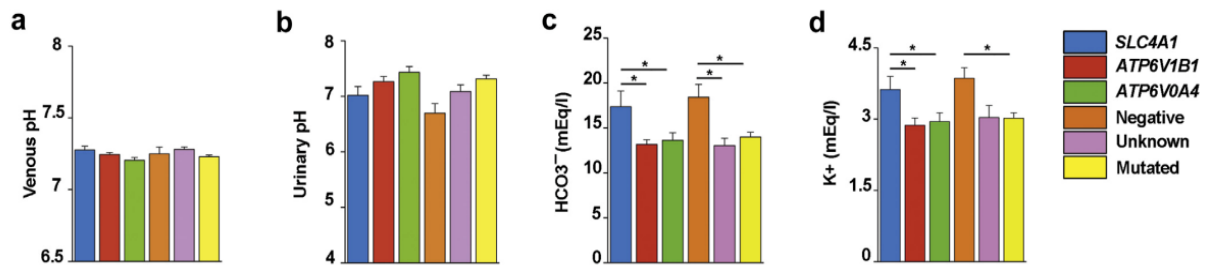 a
Venous pH
8
7.5
7
6.5
b
Urinary pH
8
7
6
5
4
c
HCO3⁻ (mEq/l)
25
20
15
10
5
0
*
*
*
*
d
K+ (mEq/l)
4.5
3
1.5
0
*
*
*
SLC4A1
ATP6V1B1
ATP6V0A4
Negative
Unknown
Mutated